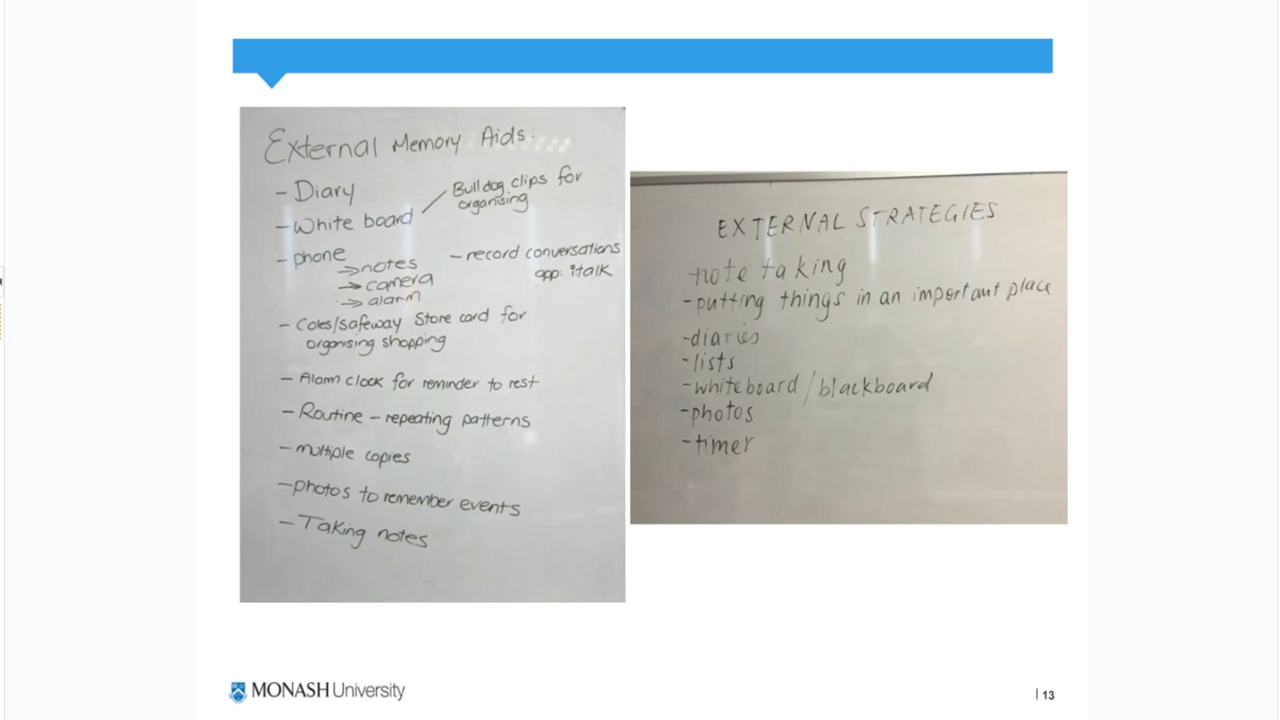 External Memory Aids:
- Diary
- White board
Bulldog clips for
organising
- phone
→ notes
→ camera
→ alarm
- record conversations
app: italk
- Coles/Safeway Store card for
organising shopping
- Alarm clock for reminder to rest
- Routine - repeating patterns
- multiple copies
- photos to remember events
- Taking notes
EXTERNAL STRATEGIES
-note taking
-putting things in an important place
-diaries
-lists
-whiteboard/blackboard
-photos
-timer
MONASH University
| 13